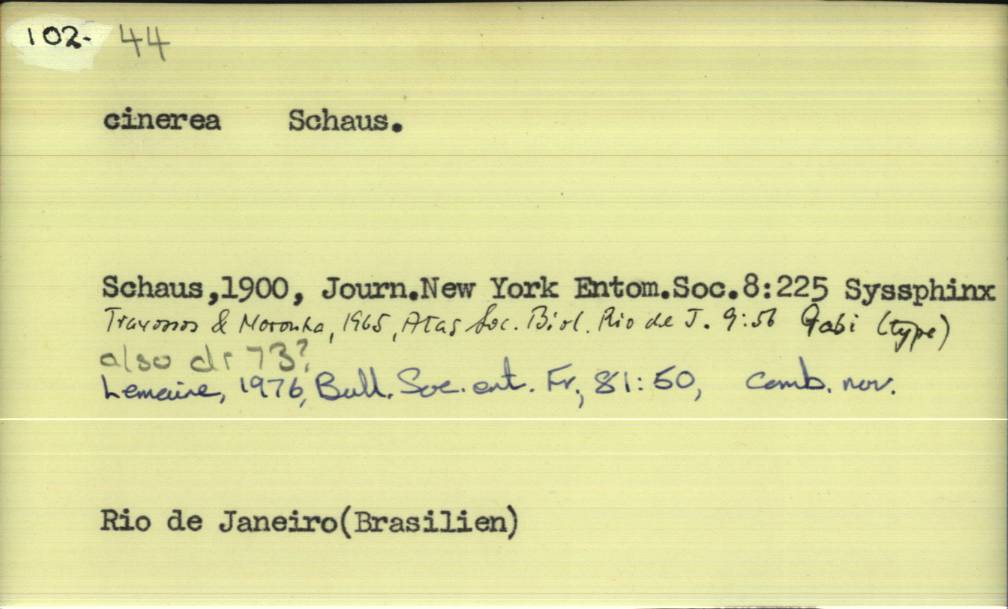 102- 44
cinerea Schaus.
Schaus,1900, Journ.New York Entom.Soc.8:225 Syssphinx
Travassos & Noronha, 1965, Atas Soc. Biol. Rio de J. 9:56 Gabi (type)
also dr 73?
Lemaire, 1976, Bull. Soc. ent. Fr., 81:50, comb. nov.
Rio de Janeiro(Brasilien)